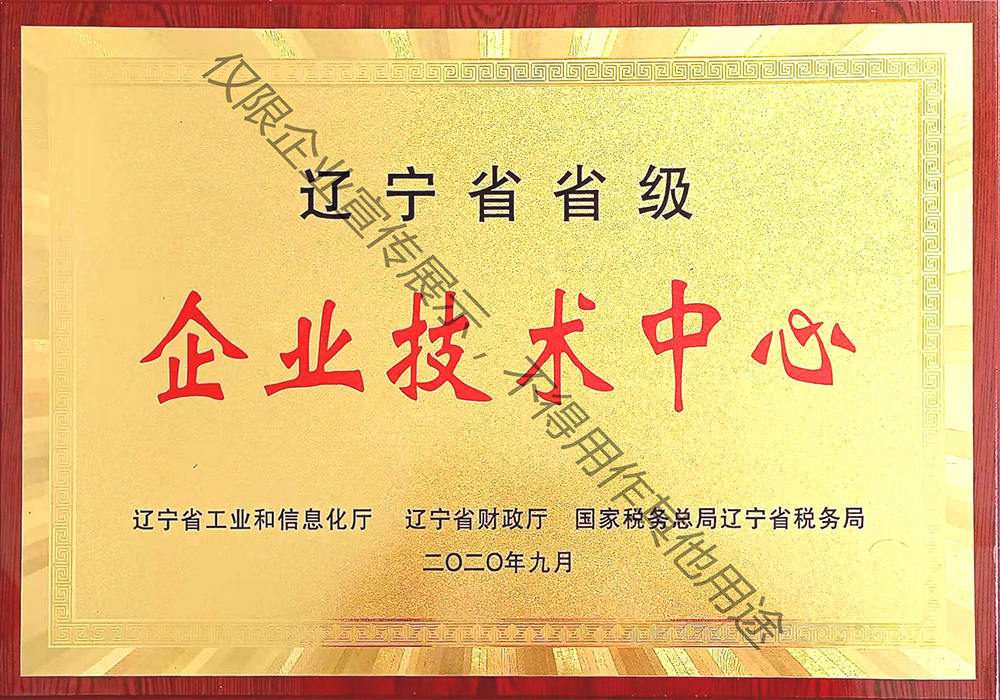 辽宁省省级
企业技术中心
辽宁省工业和信息化厅 辽宁省财政厅 国家税务总局辽宁省税务局
二〇二〇年九月
仅限企业宣传展示，不得用作其他用途